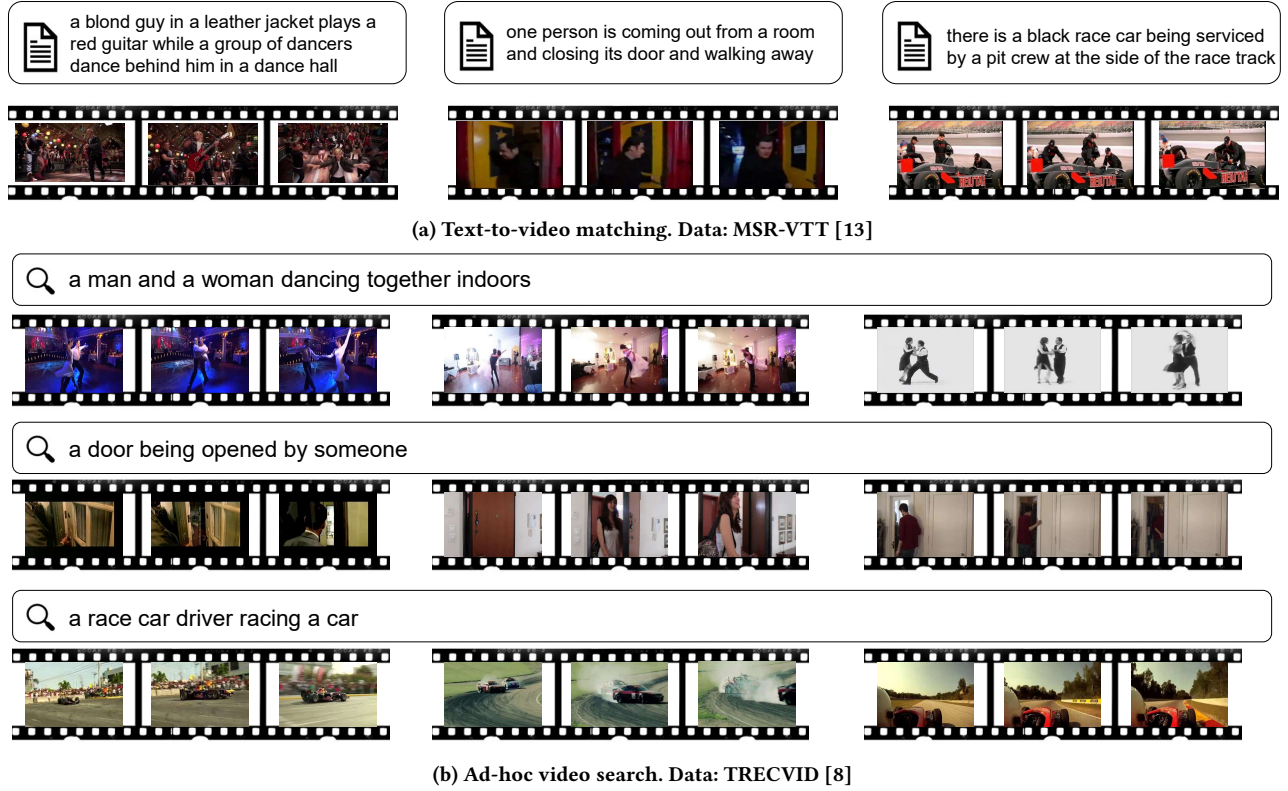 a blond guy in a leather jacket plays a
red guitar while a group of dancers
dance behind him in a dance hall
one person is coming out from a room
and closing its door and walking away
there is a black race car being serviced
by a pit crew at the side of the race track
(a) Text-to-video matching. Data: MSR-VTT [13]
a man and a woman dancing together indoors
a door being opened by someone
a race car driver racing a car
(b) Ad-hoc video search. Data: TRECVID [8]